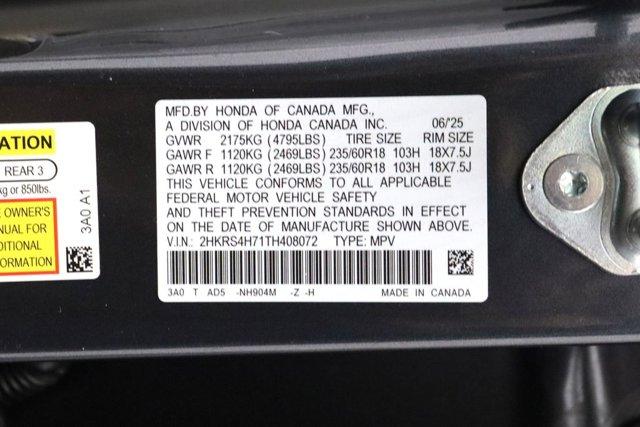 ATION
REAR 3
kg or 850lbs.
OWNER'S
NUAL FOR
DITIONAL
FORMATION
3A0 A1
MFD.BY HONDA OF CANADA MFG.,
A DIVISION OF HONDA CANADA INC. 06/'25
GVWR 2175KG (4795LBS) TIRE SIZE RIM SIZE
GAWR F 1120KG (2469LBS) 235/60R18 103H 18X7.5J
GAWR R 1120KG (2469LBS) 235/60R18 103H 18X7.5J
THIS VEHICLE CONFORMS TO ALL APPLICABLE
FEDERAL MOTOR VEHICLE SAFETY
AND THEFT PREVENTION STANDARDS IN EFFECT
ON THE DATE OF MANUFACTURE SHOWN ABOVE.
V.I.N.: 2HKRS4H71TH408072 TYPE: MPV
3A0 T AD5 -NH904M -Z -H MADE IN CANADA